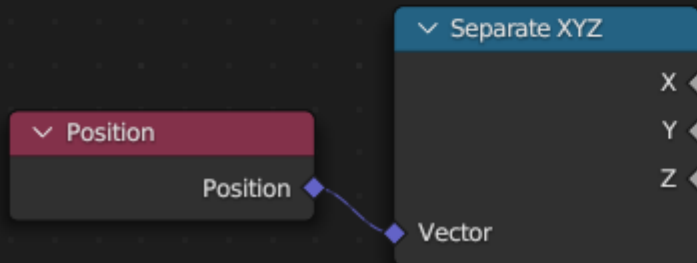 Separate XYZ
X
Position
Y
Z
Position
Vector